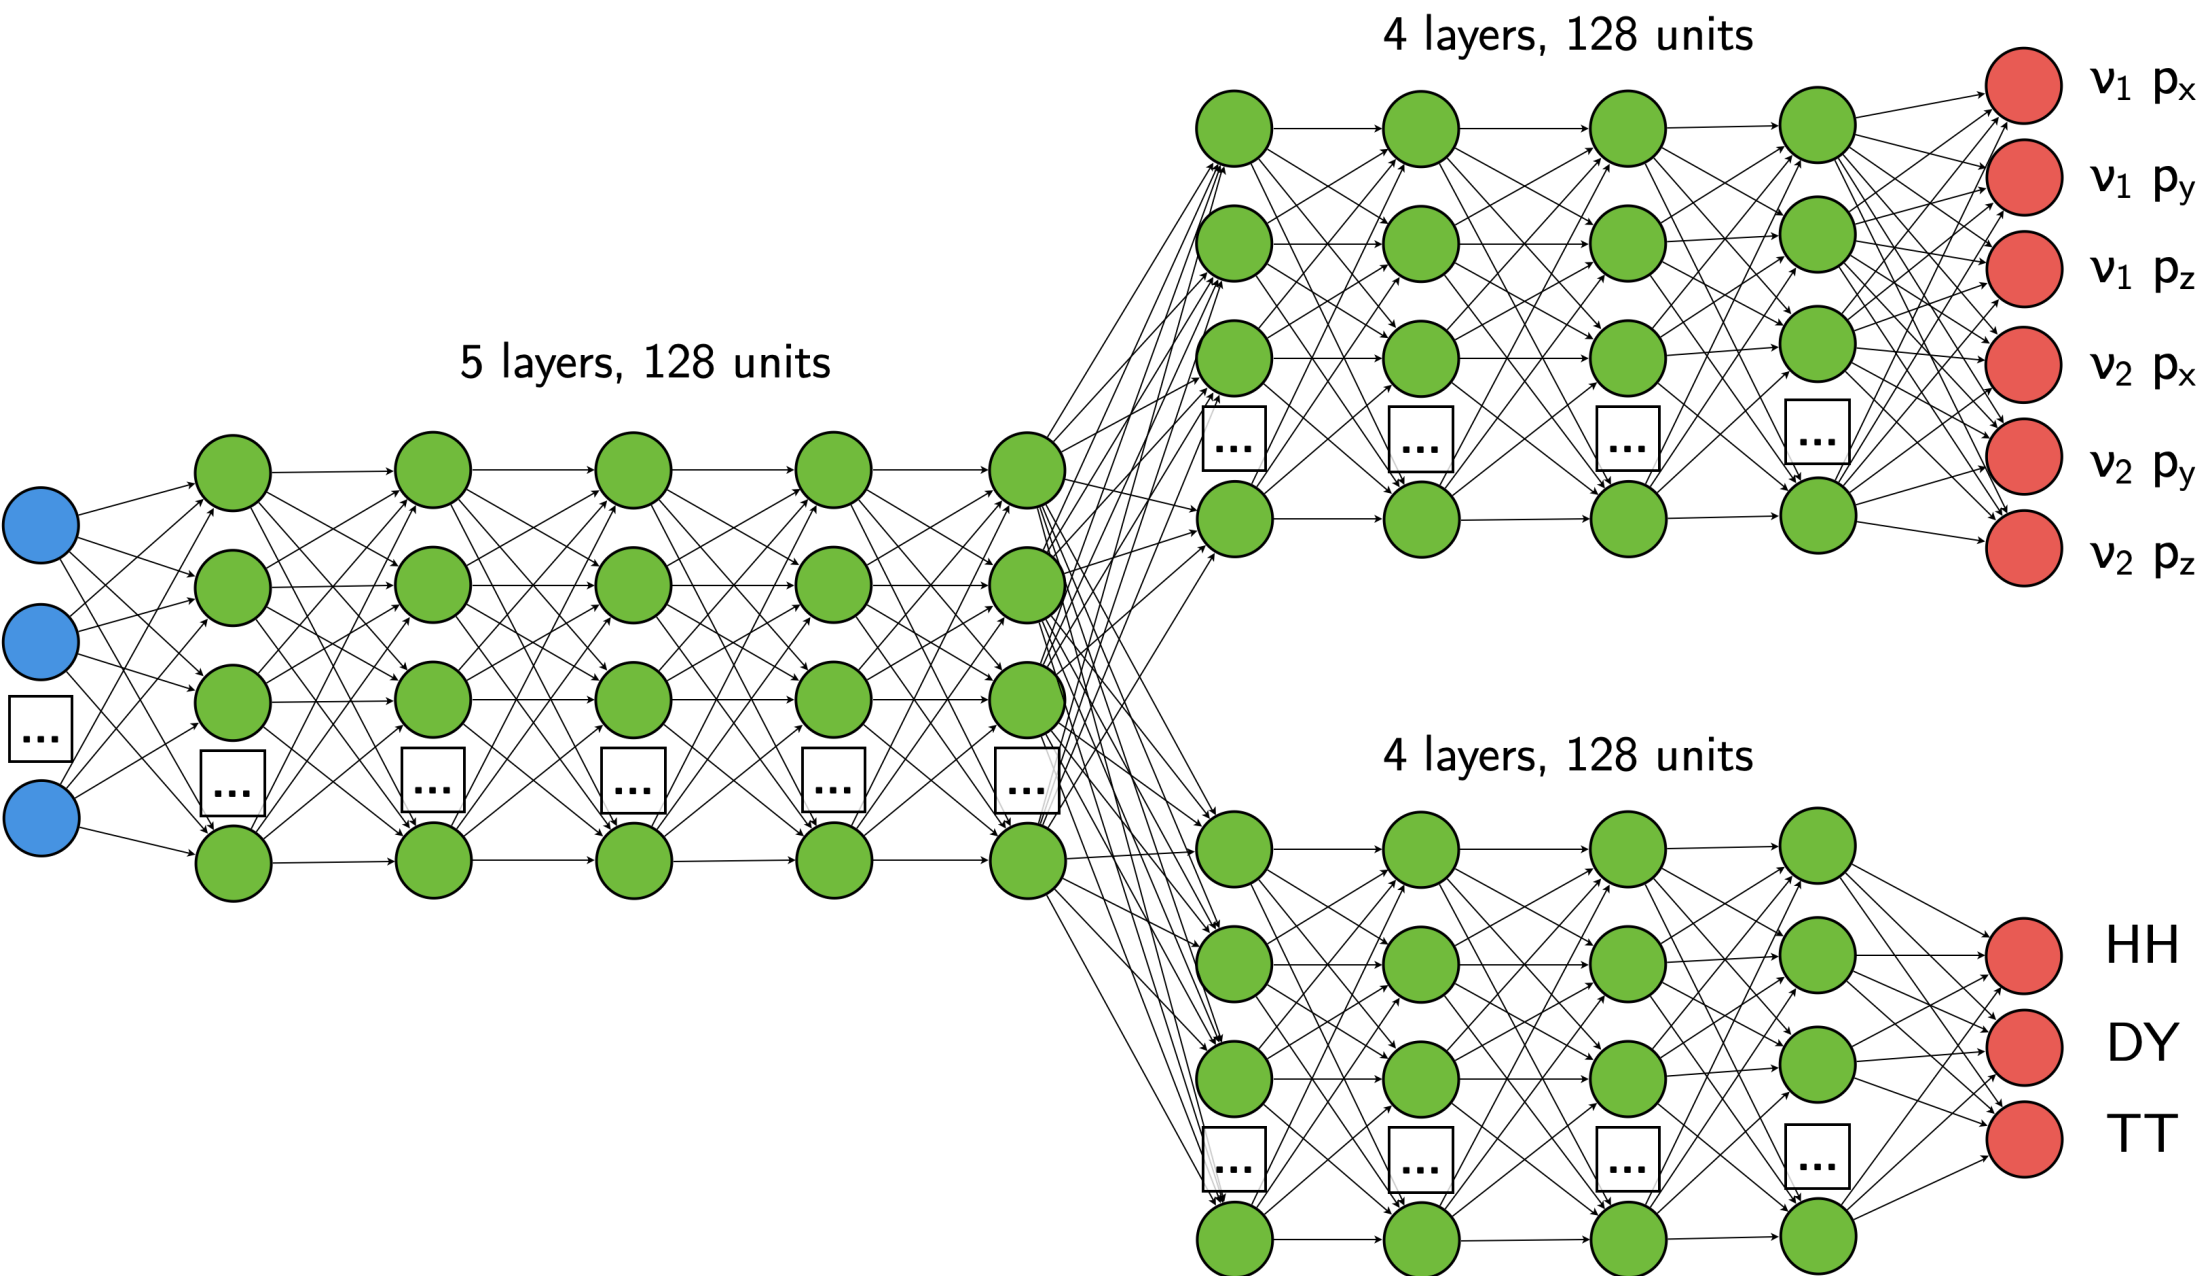 4 layers, 128 units
ν1 px
ν1 py
ν1 pz
ν2 px
ν2 py
ν2 pz
...
...
...
...
5 layers, 128 units
...
...
...
...
...
...
4 layers, 128 units
HH
DY
TT
...
...
...
...